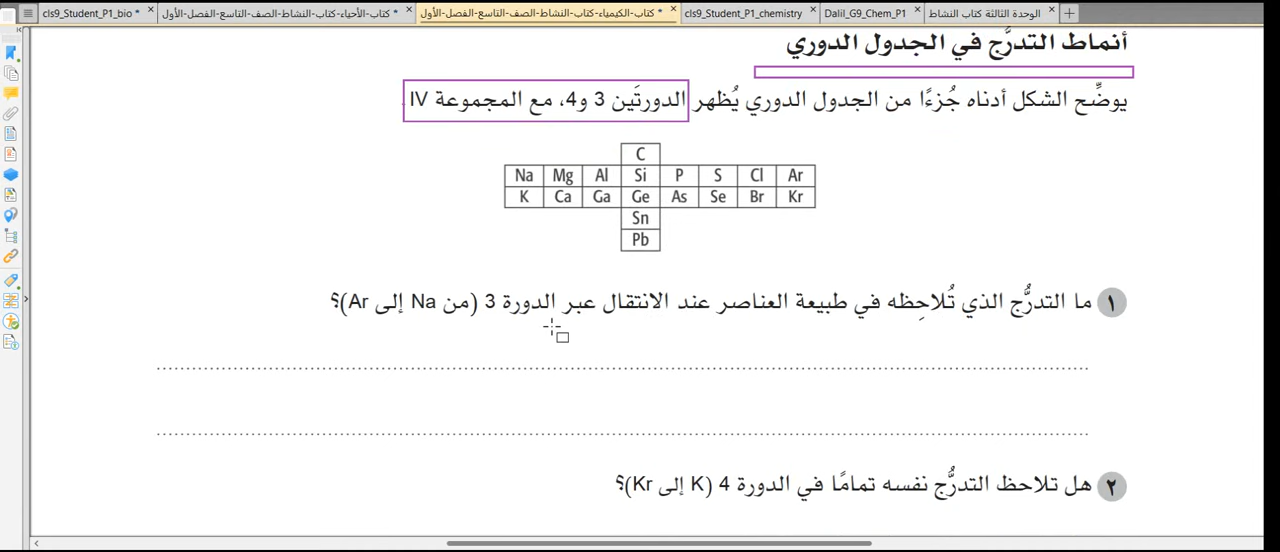 cls9_Student_P1_bio * × كتاب-الأحياء-كتاب-النشاط-الصف-التاسع-الفصل-الأول * × كتاب-الكيمياء-كتاب-النشاط-الصف-التاسع-الفصل-الأول * × cls9_Student_P1_chemistry × Dalil_G9_Chem_P1 × الوحدة الثالثة كتاب النشاط ×
أنماط التدرُّج في الجدول الدوري
يوضِّح الشكل أدناه جُزءًا من الجدول الدوري يُظهر الدورتَين 3 و4، مع المجموعة IV.
C
Na Mg Al Si P S Cl Ar
K Ca Ga Ge As Se Br Kr
Sn
Pb
١ ما التدرُّج الذي تُلاحِظه في طبيعة العناصر عند الانتقال عبر الدورة 3 (من Na إلى Ar)؟
٢ هل تلاحظ التدرُّج نفسه تمامًا في الدورة 4 (K إلى Kr)؟